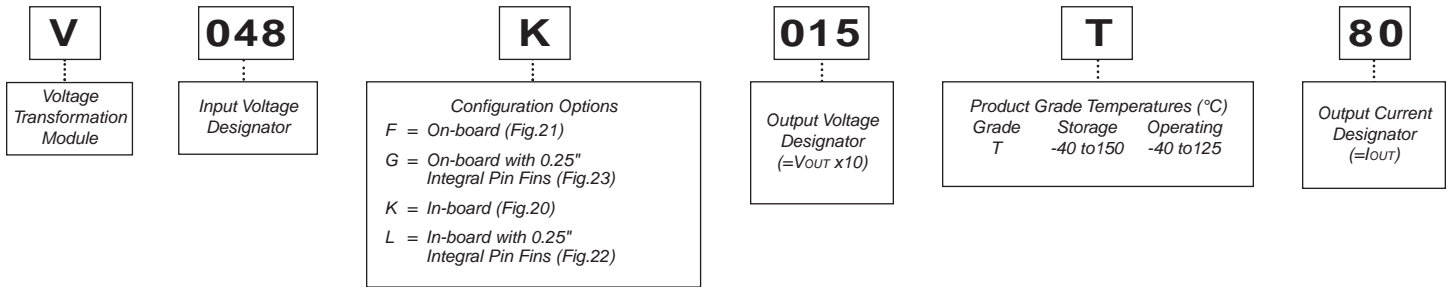 V 048 K 015 T 80
Voltage
Transformation
Module
Input Voltage
Designator
Configuration Options
F = On-board (Fig.21)
G = On-board with 0.25"
Integral Pin Fins (Fig.23)
K = In-board (Fig.20)
L = In-board with 0.25"
Integral Pin Fins (Fig.22)
Output Voltage
Designator
(=VOUT x10)
Product Grade Temperatures (°C)
Grade Storage Operating
T -40 to150 -40 to125
Output Current
Designator
(=IOUT)